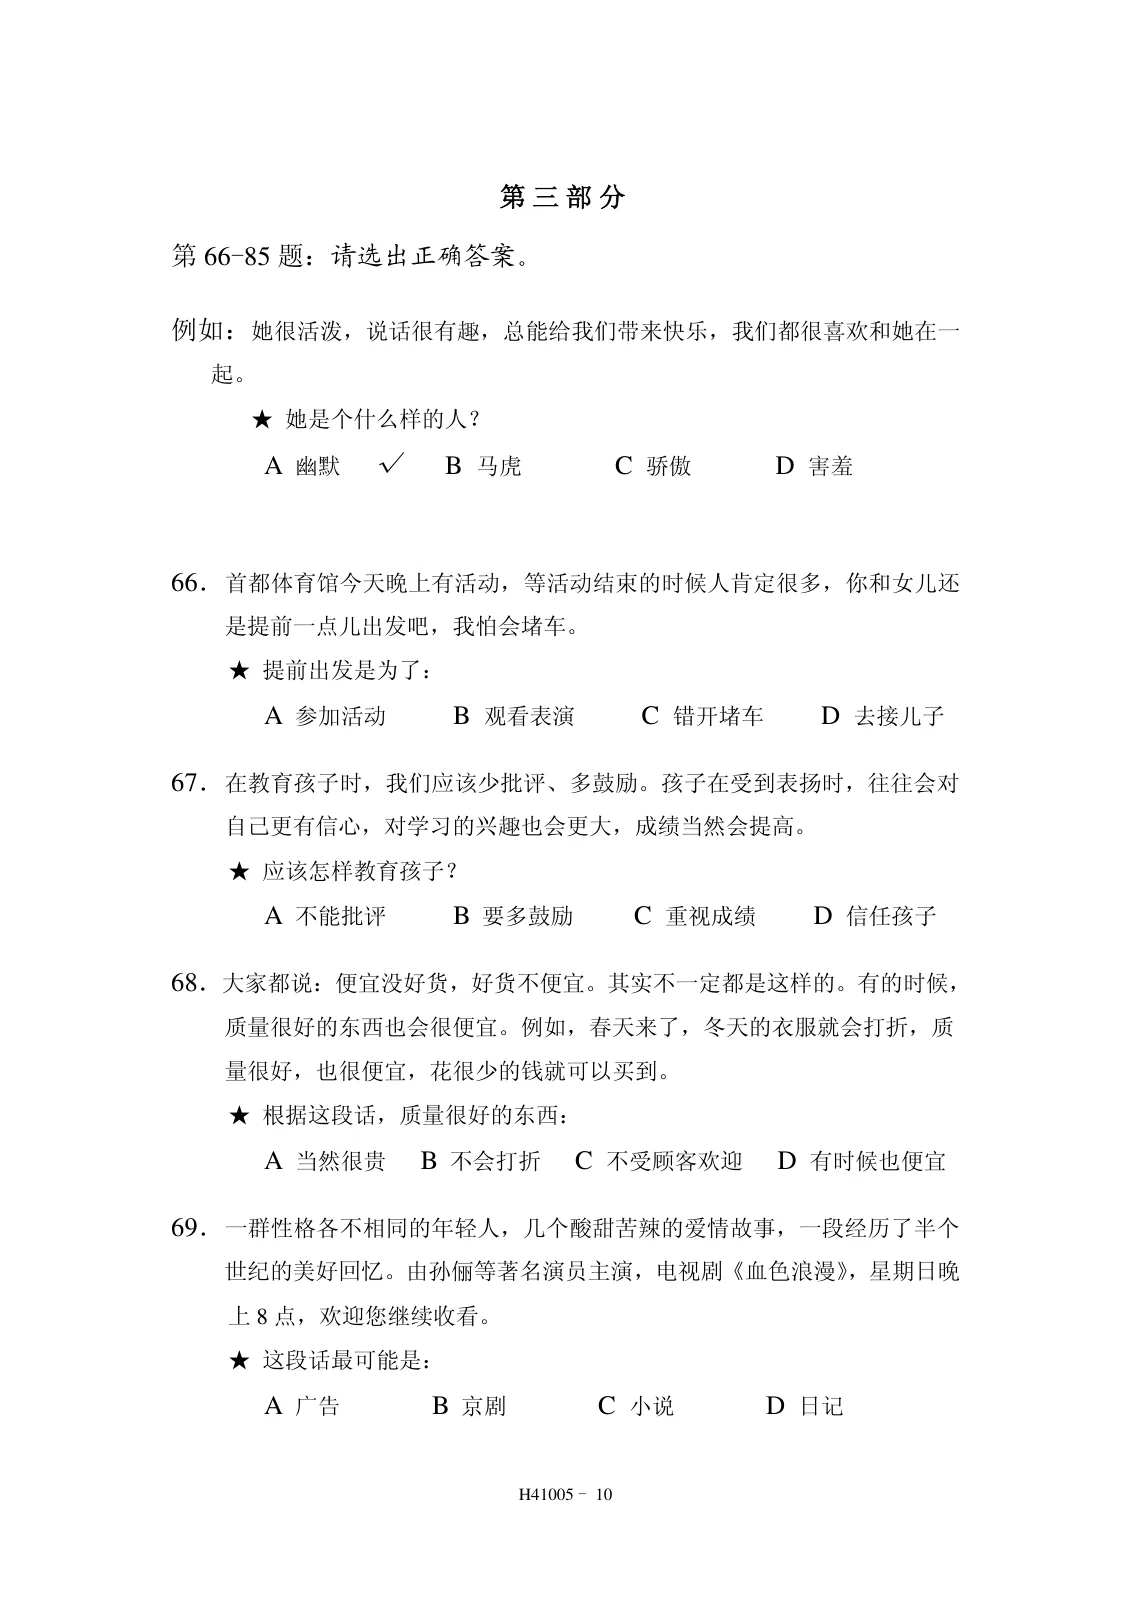 第三部分
第 66-85 题：请选出正确答案。
例如：她很活泼，说话很有趣，总能给我们带来快乐，我们都很喜欢和她在一
起。
★ 她是个什么样的人？
A 幽默 √ B 马虎 C 骄傲 D 害羞
66．首都体育馆今天晚上有活动，等活动结束的时候人肯定很多，你和女儿还
是提前一点儿出发吧，我怕会堵车。
★ 提前出发是为了：
A 参加活动 B 观看表演 C 错开堵车 D 去接儿子
67．在教育孩子时，我们应该少批评、多鼓励。孩子在受到表扬时，往往会对
自己更有信心，对学习的兴趣也会更大，成绩当然会提高。
★ 应该怎样教育孩子？
A 不能批评 B 要多鼓励 C 重视成绩 D 信任孩子
68．大家都说：便宜没好货，好货不便宜。其实不一定都是这样的。有的时候，
质量很好的东西也会很便宜。例如，春天来了，冬天的衣服就会打折，质
量很好，也很便宜，花很少的钱就可以买到。
★ 根据这段话，质量很好的东西：
A 当然很贵 B 不会打折 C 不受顾客欢迎 D 有时候也便宜
69．一群性格各不相同的年轻人，几个酸甜苦辣的爱情故事，一段经历了半个
世纪的美好回忆。由孙俪等著名演员主演，电视剧《血色浪漫》，星期日晚
上 8 点，欢迎您继续收看。
★ 这段话最可能是：
A 广告 B 京剧 C 小说 D 日记
H41005 - 10